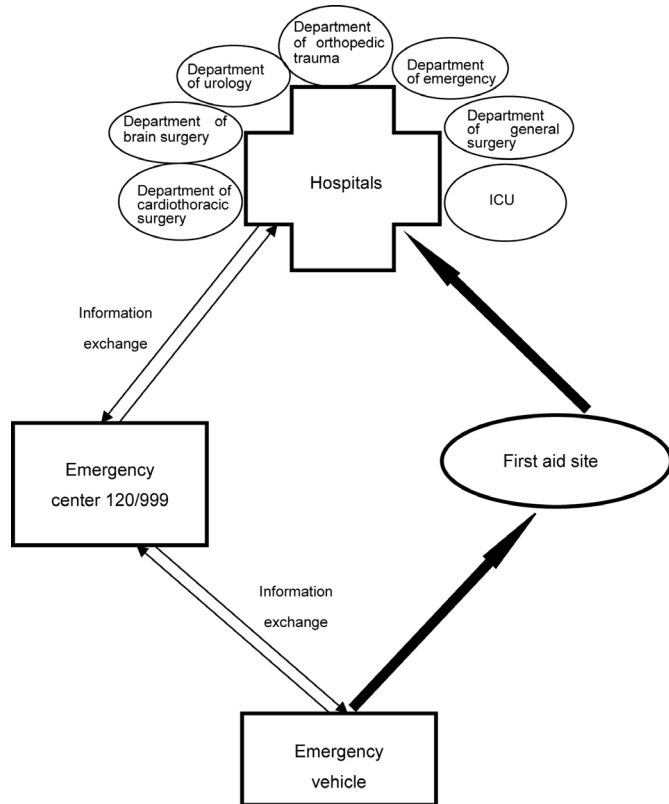 Department
of orthopedic
trauma
Department
of urology
Department
of emergency
Department of
brain surgery
Department
of general
surgery
Department of
cardiothoracic
surgery
Hospitals
ICU
Information
exchange
Emergency
center 120/999
First aid site
Information
exchange
Emergency
vehicle